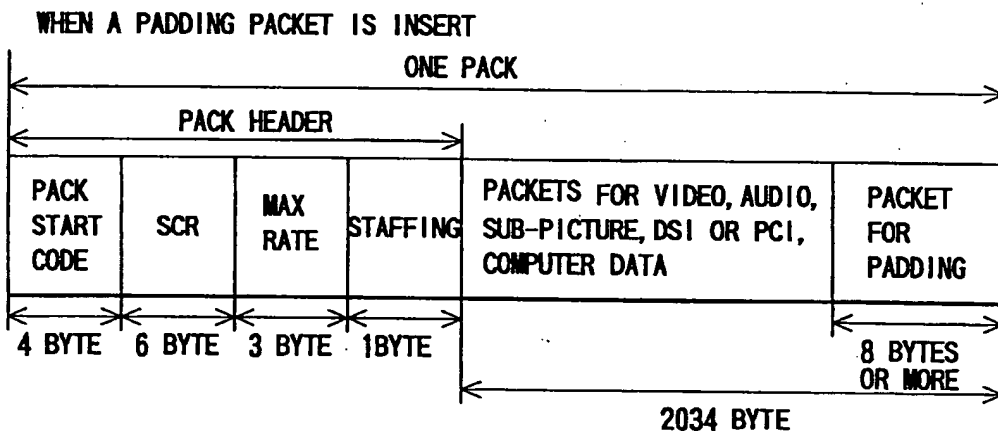 WHEN A PADDING PACKET IS INSERT
ONE PACK
PACK HEADER
PACK
START
CODE
SCR
MAX
RATE
STAFFING
PACKETS FOR VIDEO, AUDIO,
SUB-PICTURE, DSI OR PCI,
COMPUTER DATA
PACKET
FOR
PADDING
4 BYTE
6 BYTE
3 BYTE
1BYTE
8 BYTES
OR MORE
2034 BYTE